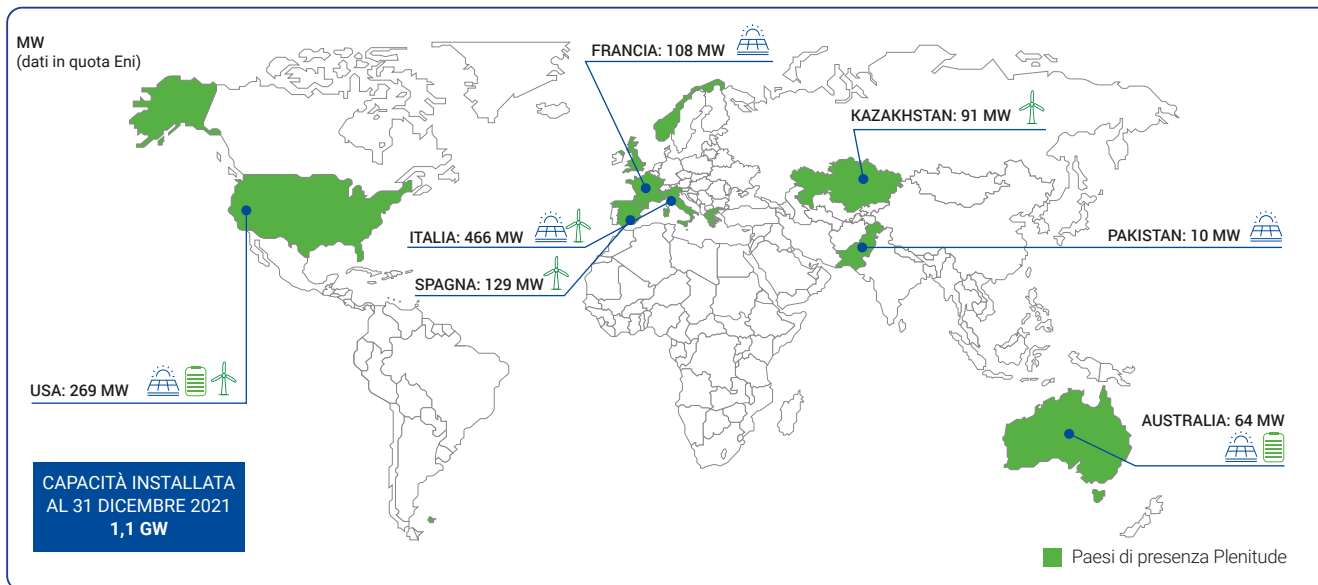 MW
(dati in quota Eni)
FRANCIA: 108 MW
KAZAKHSTAN: 91 MW
ITALIA: 466 MW
PAKISTAN: 10 MW
SPAGNA: 129 MW
USA: 269 MW
AUSTRALIA: 64 MW
CAPACITÀ INSTALLATA
AL 31 DICEMBRE 2021
1,1 GW
Paesi di presenza Plenitude